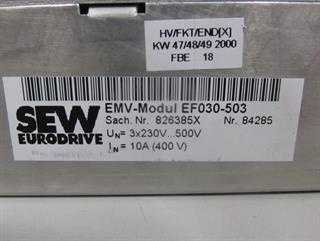 HV/FKT/END[X]
KW 47/48/49 2000
FBE 18
SEW
EURODRIVE
EMV-Modul EF030-503
Sach. Nr. 826385X Nr. 84285
UN= 3x230V...500V
IN= 10A (400 V)